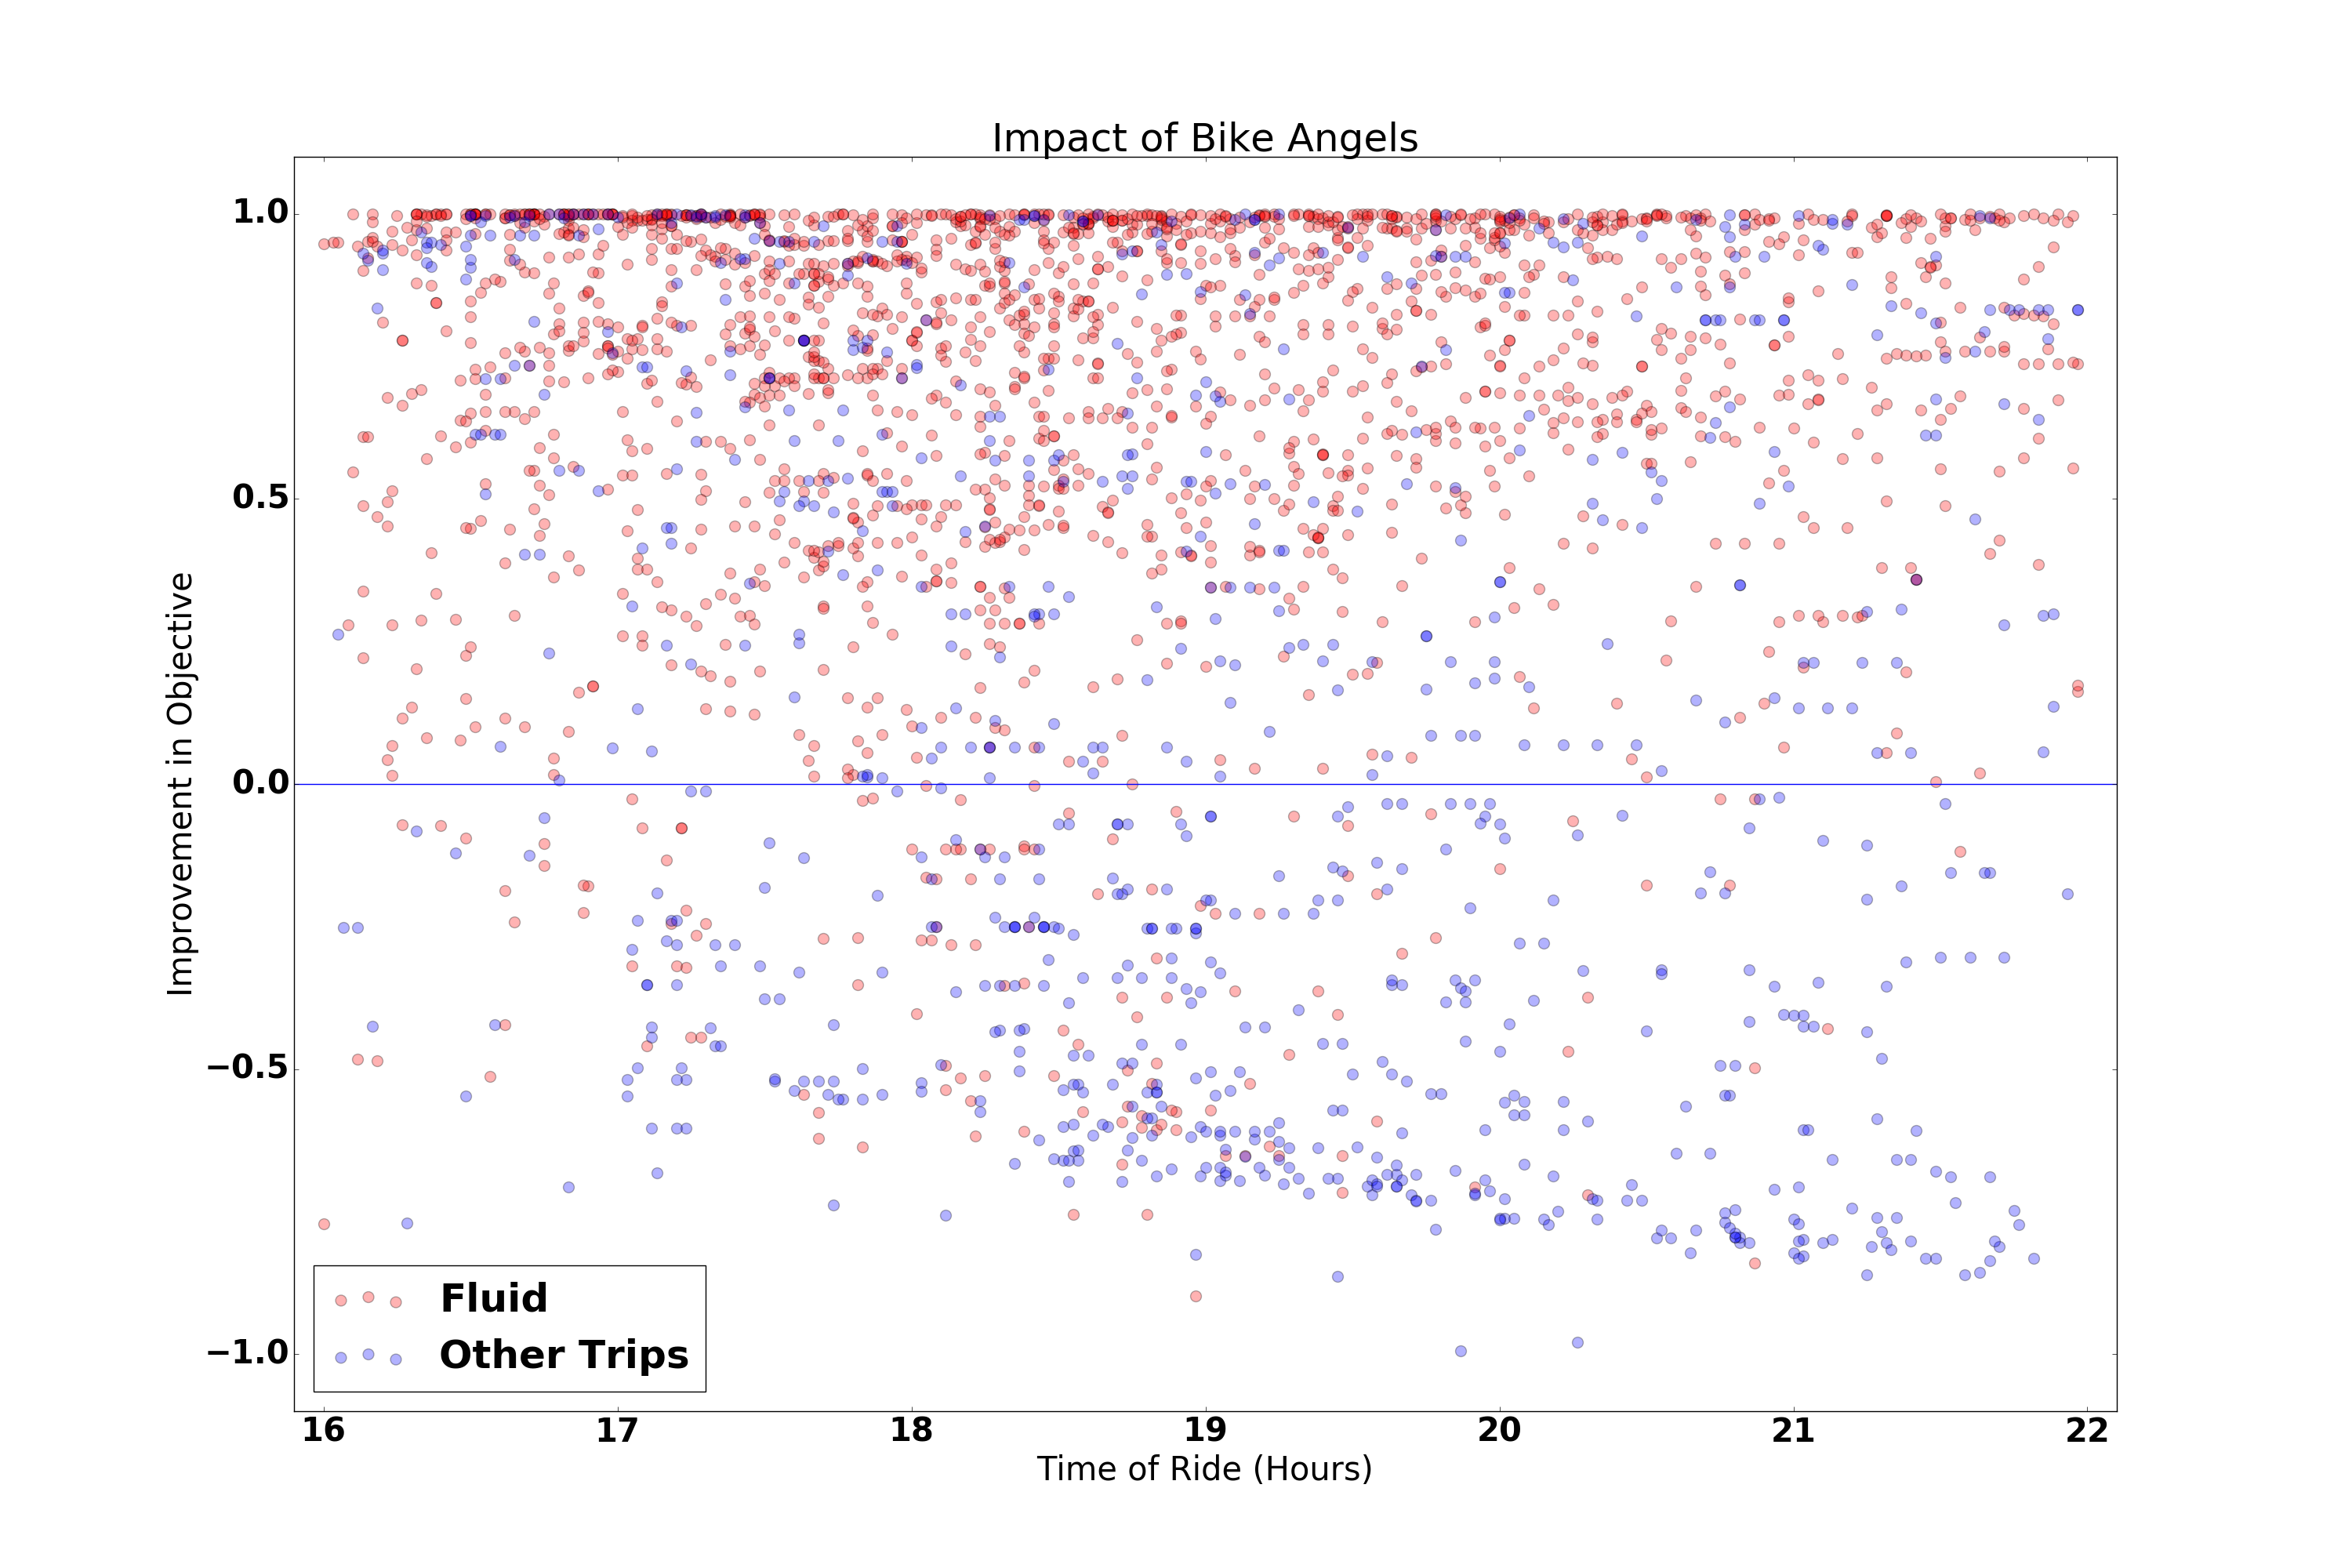 Impact of Bike Angels
Improvement in Objective
1.0
0.5
0.0
−0.5
−1.0
Fluid
Other Trips
16 17 18 19 20 21 22
Time of Ride (Hours)